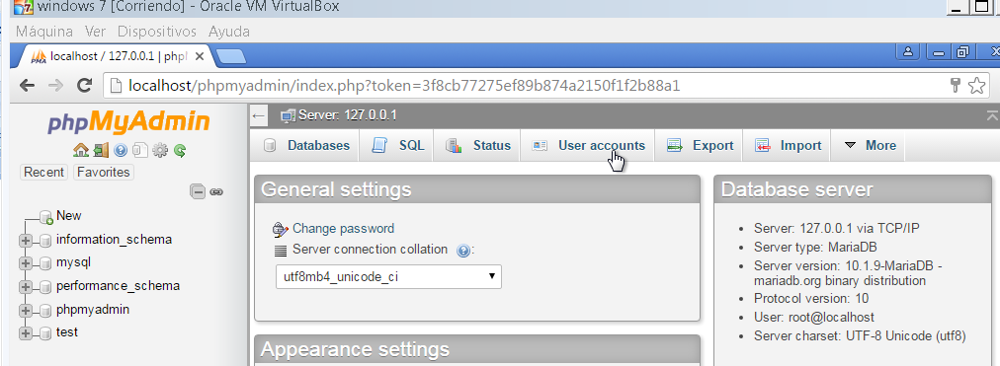 windows 7 [Corriendo] - Oracle VM VirtualBox
Máquina Ver Dispositivos Ayuda
localhost / 127.0.0.1 | phpl
localhost/phpmyadmin/index.php?token=3f8cb77275ef89b874a2150f1f2b88a1
phpMyAdmin
Recent Favorites
New
information_schema
mysql
performance_schema
phpmyadmin
test
Server: 127.0.0.1
Databases SQL Status User accounts Export Import More
General settings
Change password
Server connection collation :
utf8mb4_unicode_ci
Appearance settings
Database server
Server: 127.0.0.1 via TCP/IP
Server type: MariaDB
Server version: 10.1.9-MariaDB -
mariadb.org binary distribution
Protocol version: 10
User: root@localhost
Server charset: UTF-8 Unicode (utf8)